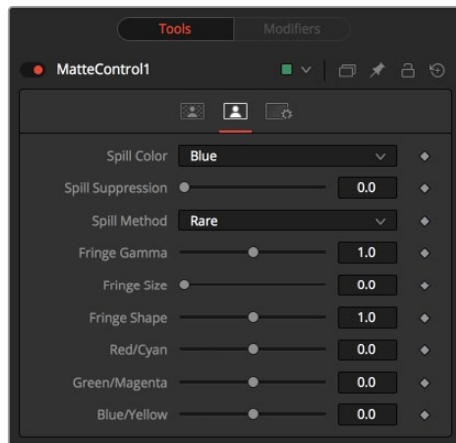 Tools Modifiers
MatteControl1
Spill Color Blue
Spill Suppression 0.0
Spill Method Rare
Fringe Gamma 1.0
Fringe Size 0.0
Fringe Shape 1.0
Red/Cyan 0.0
Green/Magenta 0.0
Blue/Yellow 0.0